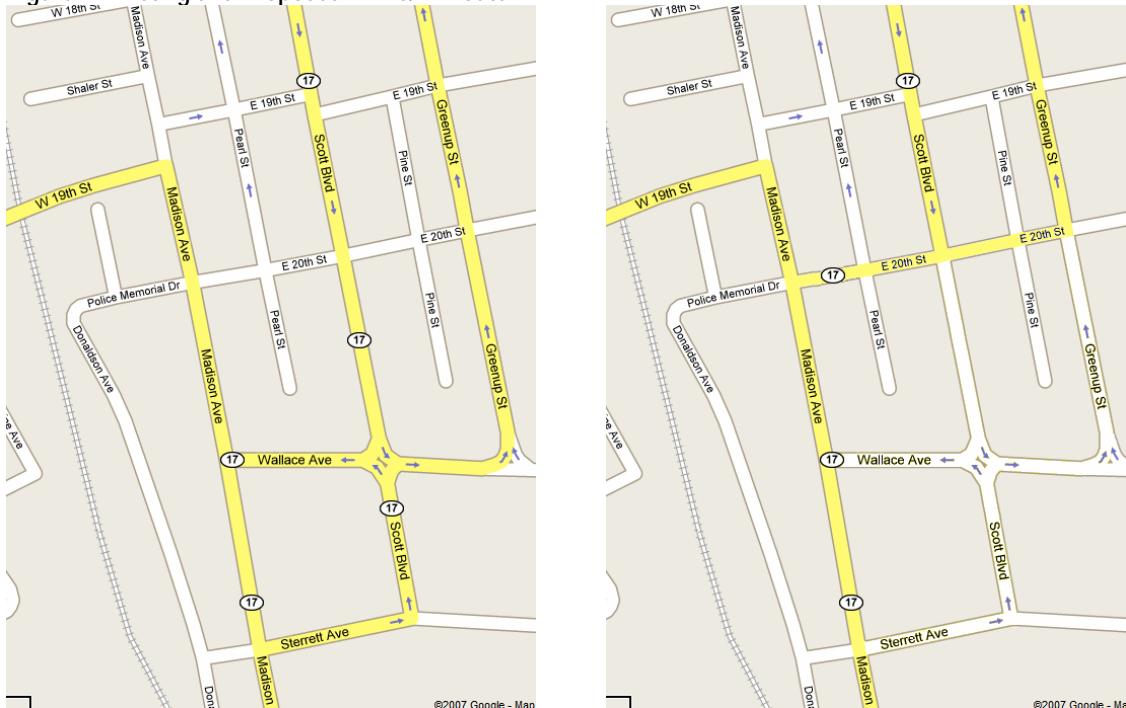 W 18th St
Madison Ave
Shaler St
17
E 19th St
Greenup St
Pearl St
Scott Blvd
Pine St
W 19th St
Madison Ave
E 20th St
E 20th St
Police Memorial Dr
Pine St
Pearl St
17
Donaldson Ave
Madison Ave
Greenup St
17
Wallace Ave
17
Scott Blvd
17
Sterrett Ave
Madison
©2007 Google - Map
W 18th St
Madison Ave
Shaler St
17
E 19th St
E 19th St
Greenup St
Pearl St
Scott Blvd
Pine St
W 19th St
Madison Ave
E 20th St
17
E 20th St
Police Memorial Dr
Pine St
Pearl St
Donaldson Ave
Madison Ave
Greenup St
17
Wallace Ave
Scott Blvd
17
Sterrett Ave
Madison
©2007 Google - Map